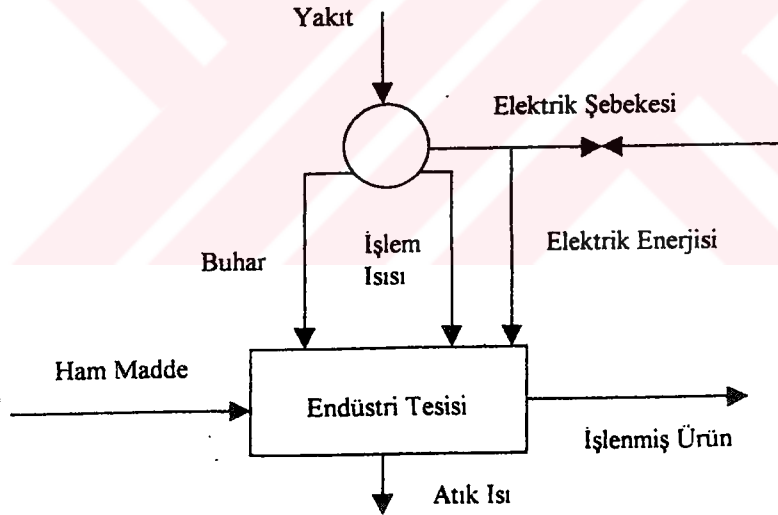 Yakıt
Elektrik Şebekesi
Buhar
İşlem
Isısı
Elektrik Enerjisi
Ham Madde
Endüstri Tesisi
İşlenmiş Ürün
Atık Isı